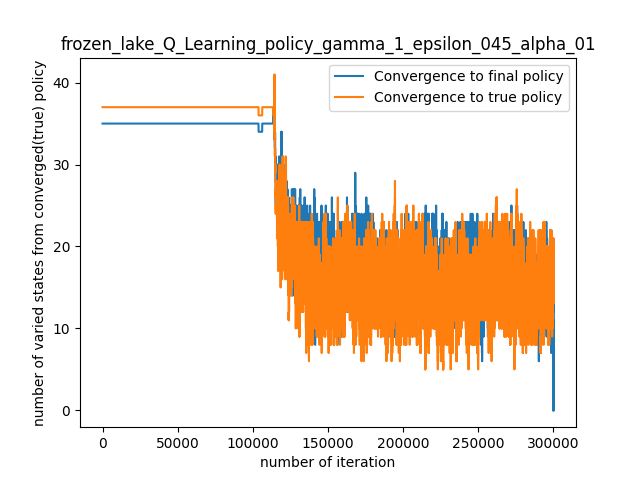 frozen_lake_Q_Learning_policy_gamma_1_epsilon_045_alpha_01
Convergence to final policy
Convergence to true policy
number of varied states from converged(true) policy
40
30
20
10
0
0 50000 100000 150000 200000 250000 300000
number of iteration